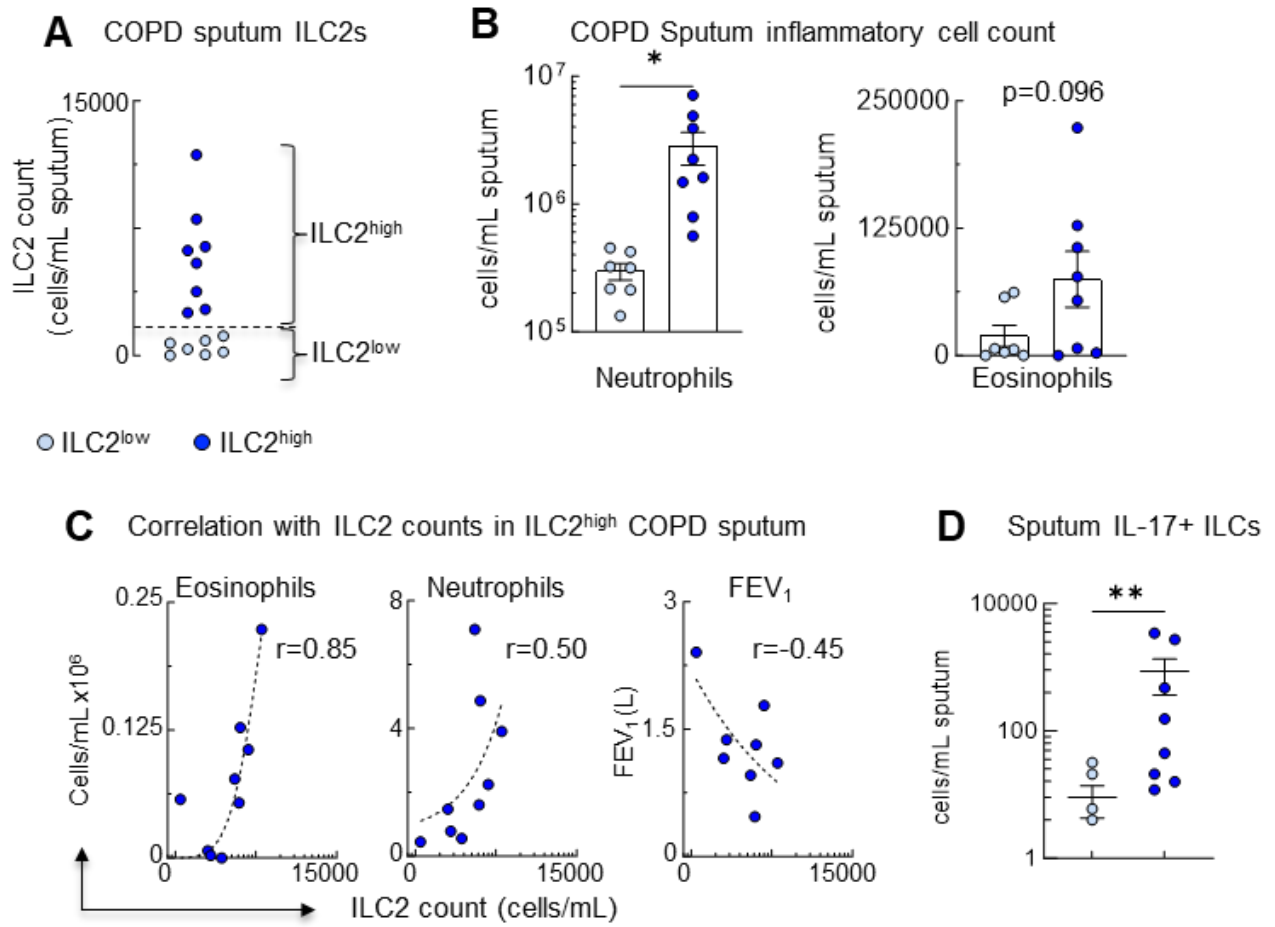 A COPD sputum ILC2s
15000
0
ILC2 count
(cells/mL sputum)
ILC2high
ILC2low
ILC2low ILC2high
B COPD Sputum inflammatory cell count
*
10⁷
10⁶
10⁵
cells/mL sputum
Neutrophils
p=0.096
250000
125000
0
cells/mL sputum
Eosinophils
C Correlation with ILC2 counts in ILC2high COPD sputum
Eosinophils
0.25
0.125
0
Cells/mL x10⁶
r=0.85
0 15000
Neutrophils
8
4
0
r=0.50
0 15000
FEV₁
3
1.5
0
FEV₁ (L)
r=-0.45
0 15000
ILC2 count (cells/mL)
D Sputum IL-17+ ILCs
**
10000
100
1
cells/mL sputum